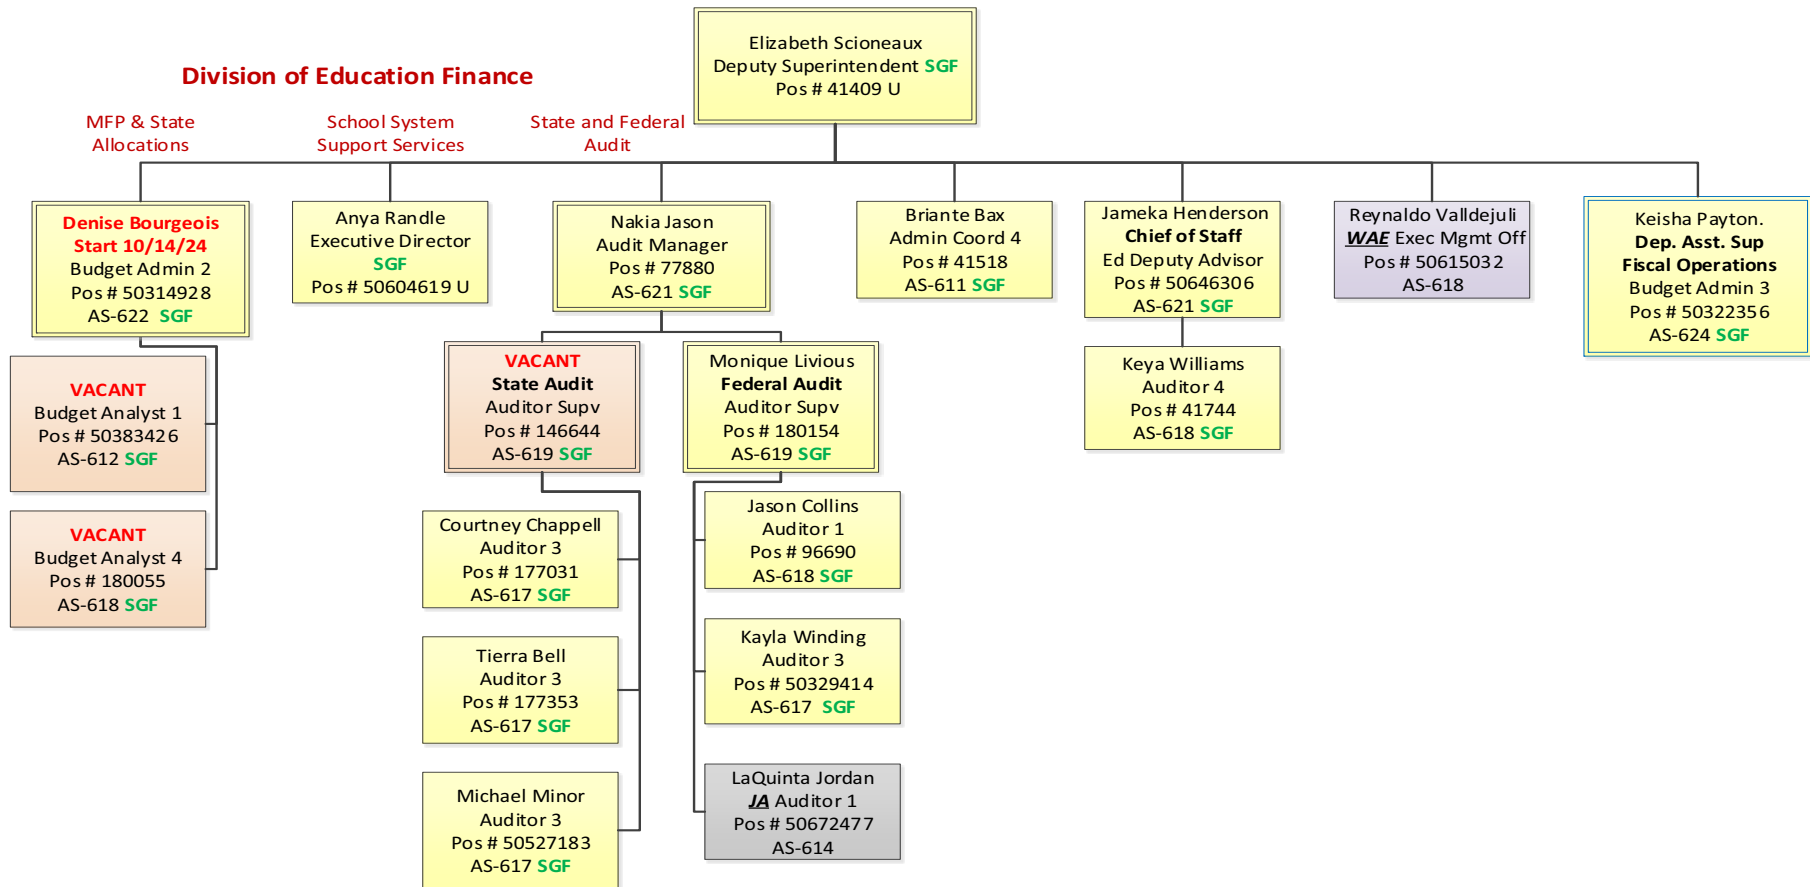 Elizabeth Scioneaux
Deputy Superintendent SGF
Pos # 41409 U
Division of Education Finance
MFP & State
Allocations
School System
Support Services
State and Federal
Audit
Denise Bourgeois
Start 10/14/24
Budget Admin 2
Pos # 50314928
AS-622 SGF
Anya Randle
Executive Director
SGF
Pos # 50604619 U
Nakia Jason
Audit Manager
Pos # 77880
AS-621 SGF
Briante Bax
Admin Coord 4
Pos # 41518
AS-611 SGF
Jameka Henderson
Chief of Staff
Ed Deputy Advisor
Pos # 50646306
AS-621 SGF
Reynaldo Valldejuli
WAE Exec Mgmt Off
Pos # 50615032
AS-618
Keisha Payton.
Dep. Asst. Sup
Fiscal Operations
Budget Admin 3
Pos # 50322356
AS-624 SGF
VACANT
Budget Analyst 1
Pos # 50383426
AS-612 SGF
VACANT
Budget Analyst 4
Pos # 180055
AS-618 SGF
VACANT
State Audit
Auditor Supv
Pos # 146644
AS-619 SGF
Monique Livious
Federal Audit
Auditor Supv
Pos # 180154
AS-619 SGF
Keya Williams
Auditor 4
Pos # 41744
AS-618 SGF
Courtney Chappell
Auditor 3
Pos # 177031
AS-617 SGF
Tierra Bell
Auditor 3
Pos # 177353
AS-617 SGF
Michael Minor
Auditor 3
Pos # 50527183
AS-617 SGF
Jason Collins
Auditor 1
Pos # 96690
AS-618 SGF
Kayla Winding
Auditor 3
Pos # 50329414
AS-617 SGF
LaQuinta Jordan
JA Auditor 1
Pos # 50672477
AS-614